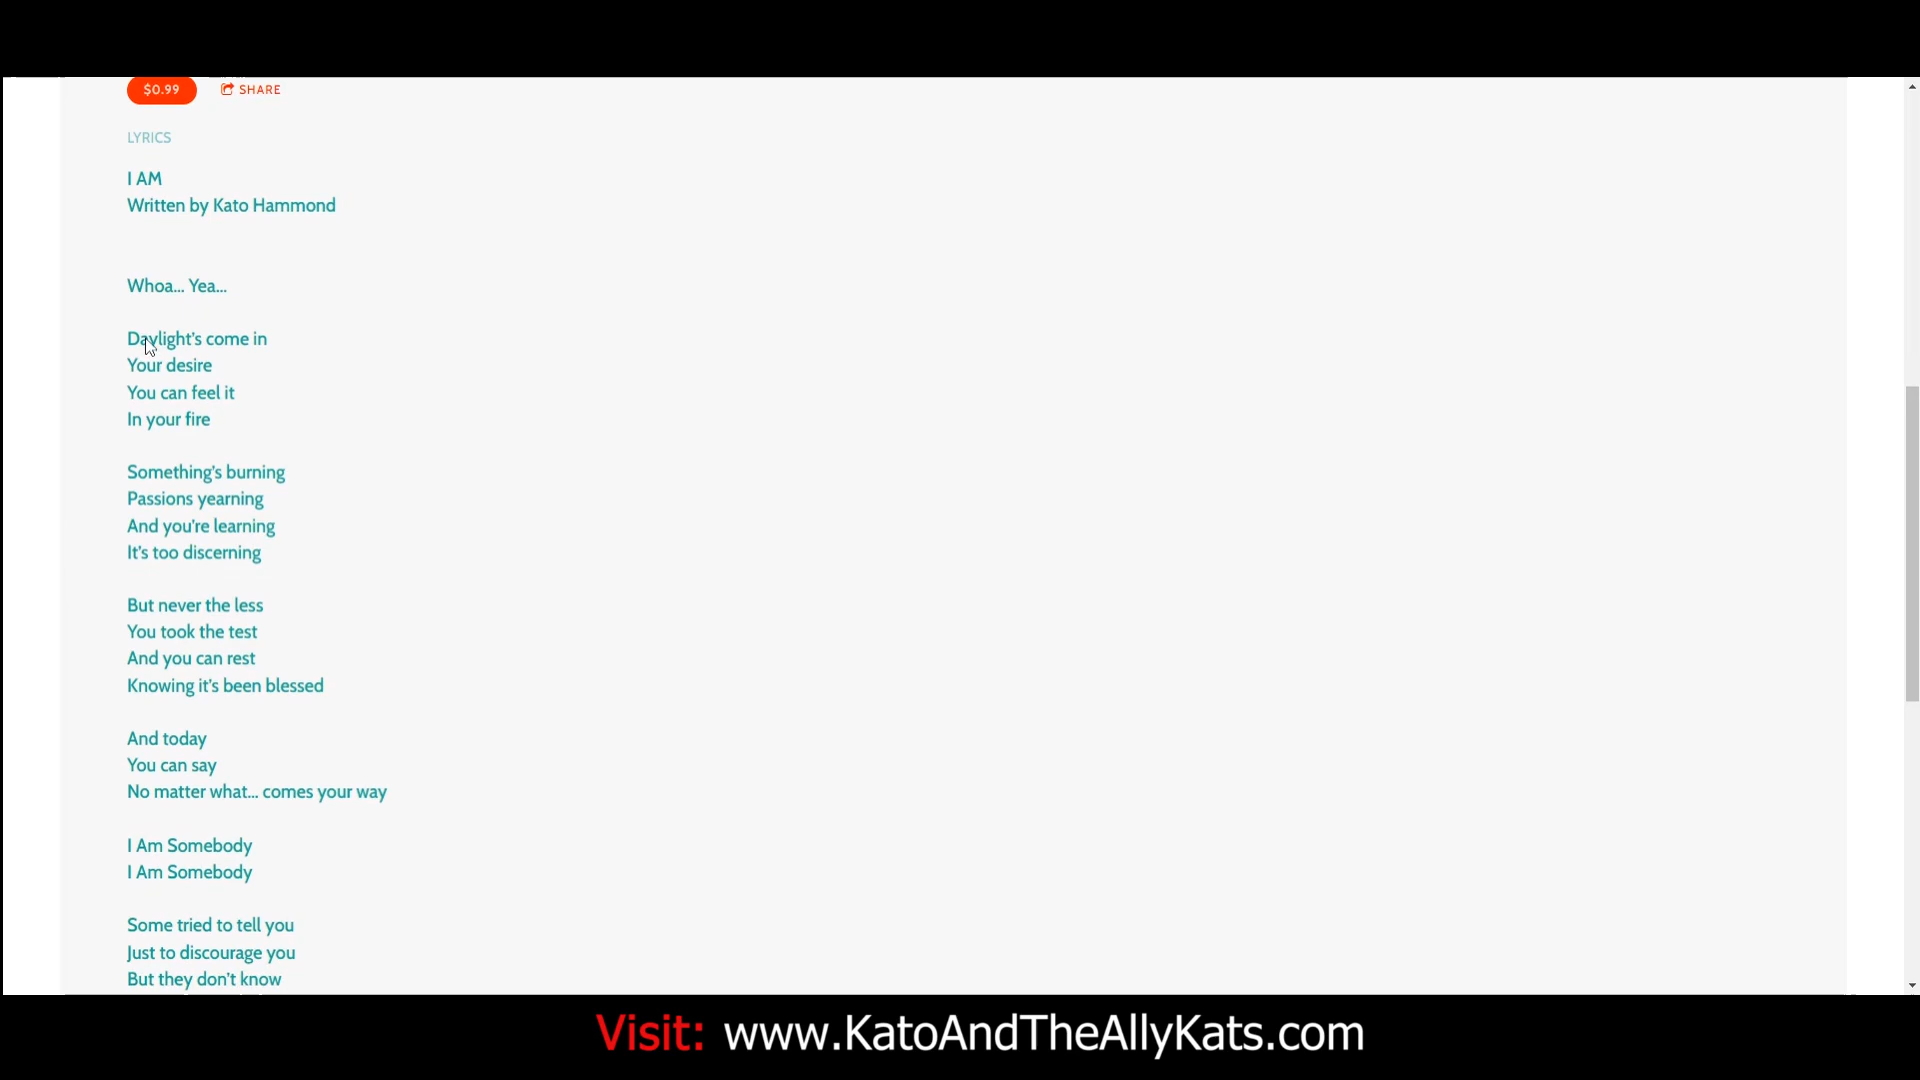 $0.99 SHARE
LYRICS
I AM
Written by Kato Hammond
Whoa... Yea...
Daylight's come in
Your desire
You can feel it
In your fire
Something's burning
Passions yearning
And you're learning
It's too discerning
But never the less
You took the test
And you can rest
Knowing it's been blessed
And today
You can say
No matter what... comes your way
I Am Somebody
I Am Somebody
Some tried to tell you
Just to discourage you
But they don't know
Visit: www.KatoAndTheAllyKats.com